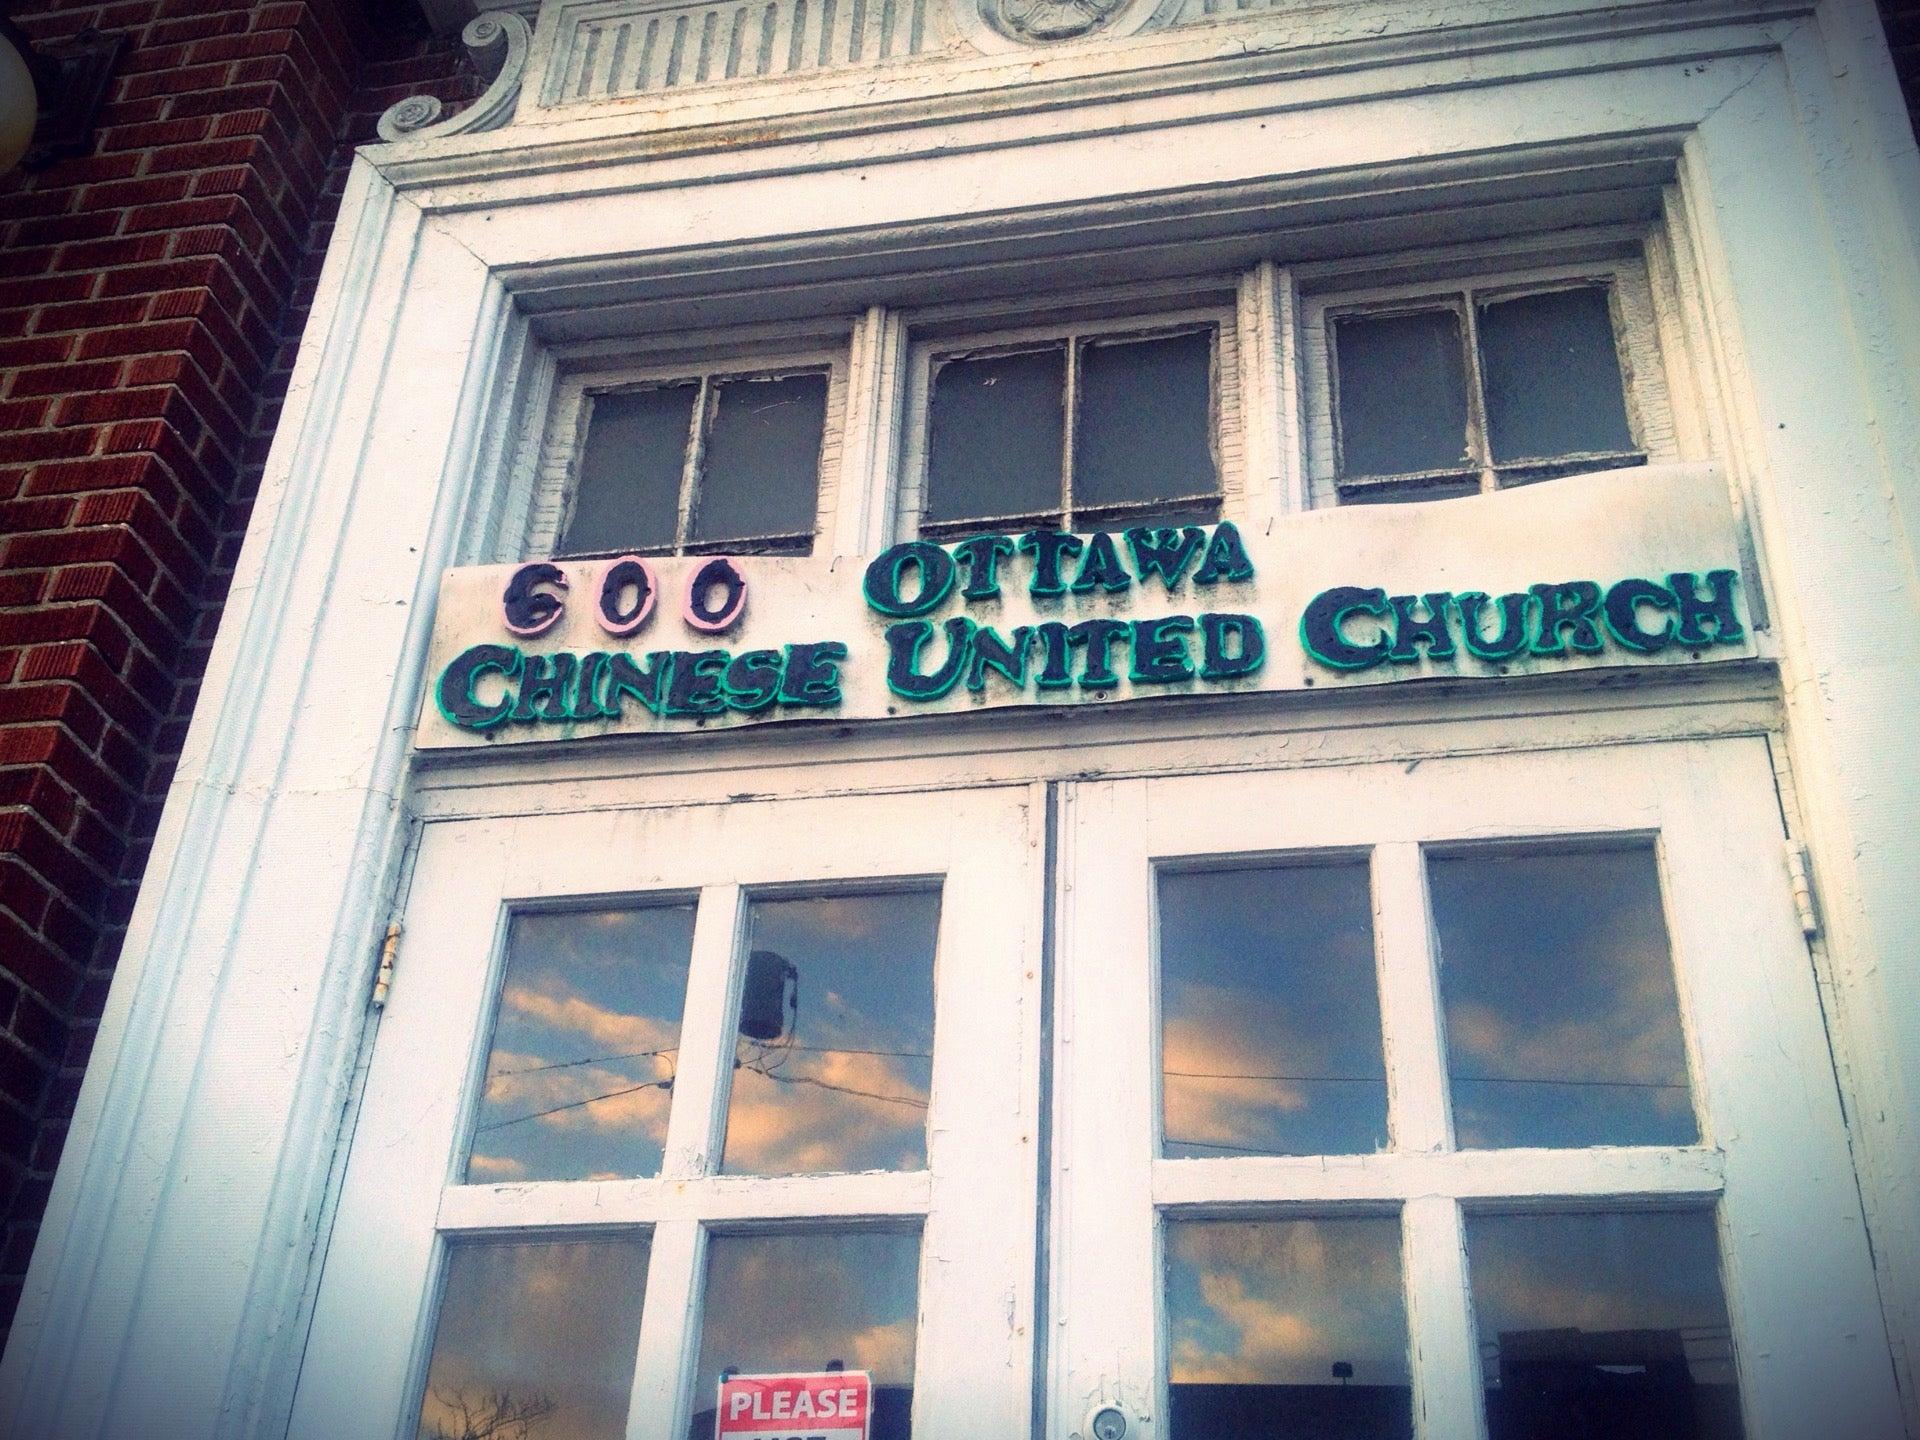 600 OTTAWA
CHINESE UNITED CHURCH
PLEASE